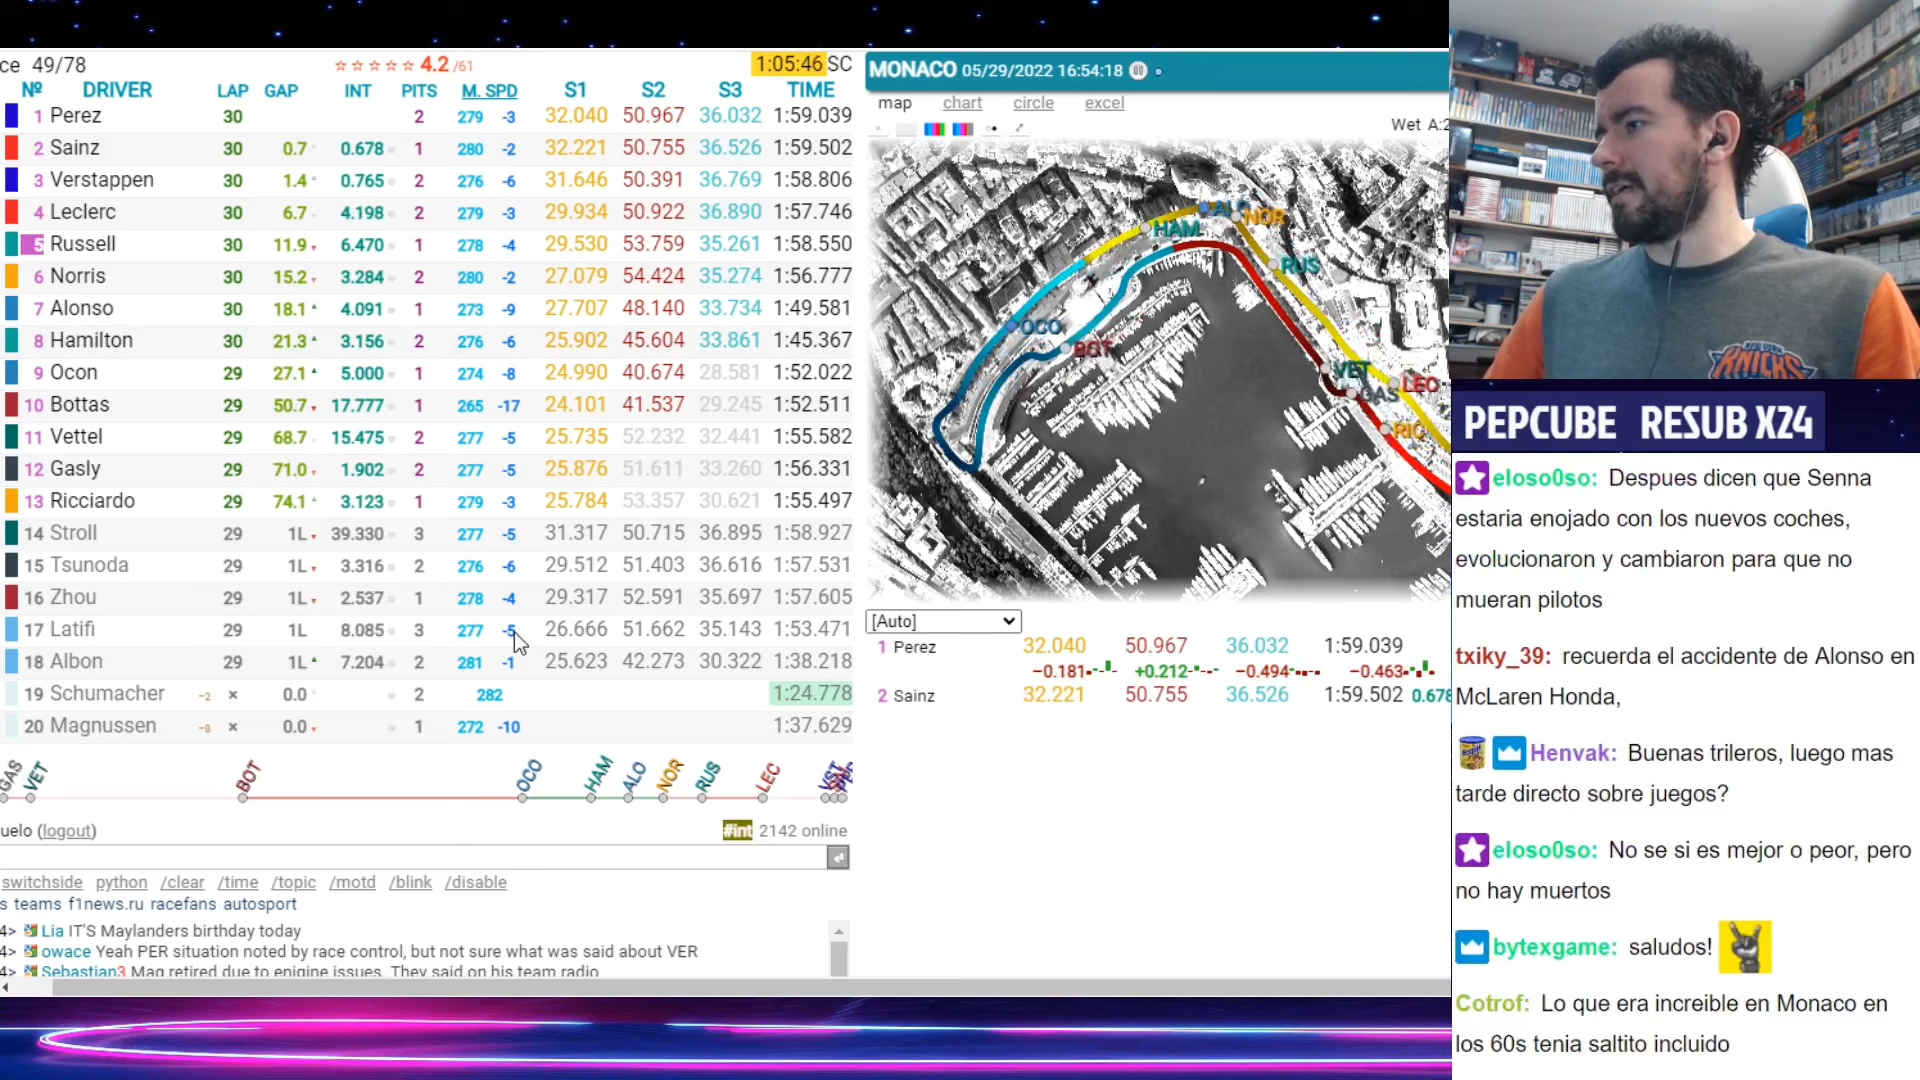 ce 49/78 4.2 /61 1:05:46 SC
Nº DRIVER LAP GAP INT PITS M. SPD S1 S2 S3 TIME
1 Perez 30 2 279 -3 32.040 50.967 36.032 1:59.039
2 Sainz 30 0.7 0.678 1 280 -2 32.221 50.755 36.526 1:59.502
3 Verstappen 30 1.4 0.765 2 276 -6 31.646 50.391 36.769 1:58.806
4 Leclerc 30 6.7 4.198 2 279 -3 29.934 50.922 36.890 1:57.746
5 Russell 30 11.9 6.470 1 278 -4 29.530 53.759 35.261 1:58.550
6 Norris 30 15.2 3.284 2 280 -2 27.079 54.424 35.274 1:56.777
7 Alonso 30 18.1 4.091 1 273 -9 27.707 48.140 33.734 1:49.581
8 Hamilton 30 21.3 3.156 2 276 -6 25.902 45.604 33.861 1:45.367
9 Ocon 29 27.1 5.000 1 274 -8 24.990 40.674 28.581 1:52.022
10 Bottas 29 50.7 17.777 1 265 -17 24.101 41.537 29.245 1:52.511
11 Vettel 29 68.7 15.475 2 277 -5 25.735 52.232 32.441 1:55.582
12 Gasly 29 71.0 1.902 2 277 -5 25.876 51.611 33.260 1:56.331
13 Ricciardo 29 74.1 3.123 1 279 -3 25.784 53.357 30.621 1:55.497
14 Stroll 29 1L 39.330 3 277 -5 31.317 50.715 36.895 1:58.927
15 Tsunoda 29 1L 3.316 2 276 -6 29.512 51.403 36.616 1:57.531
16 Zhou 29 1L 2.537 1 278 -4 29.317 52.591 35.697 1:57.605
17 Latifi 29 1L 8.085 3 277 -5 26.666 51.662 35.143 1:53.471
18 Albon 29 1L 7.204 2 281 -1 25.623 42.273 30.322 1:38.218
19 Schumacher -2 × 0.0 2 282 1:24.778
20 Magnussen -8 × 0.0 1 272 -10 1:37.629
GAS VET BOT OCO HAM ALO NOR RUS LEC VST
uelo (logout) #int 2142 online
switchside python /clear /time /topic /motd /blink /disable
s teams f1news.ru racefans autosport
4> Lia IT'S Maylanders birthday today
4> owace Yeah PER situation noted by race control, but not sure what was said about VER
4> Sebastian3 Mag retired due to enigine issues. They said on his team radio
MONACO 05/29/2022 16:54:18
map chart circle excel
Wet A:2
ALO
NOR
HAM
RUS
OCO
BOT
VET
LEC
GAS
RIC
[Auto]
1 Perez 32.040 50.967 36.032 1:59.039
-0.181 +0.212 -0.494 -0.463
2 Sainz 32.221 50.755 36.526 1:59.502 0.678
KNICKS
PEPCUBE RESUB X24
eloso0so: Despues dicen que Senna
estaria enojado con los nuevos coches,
evolucionaron y cambiaron para que no
mueran pilotos
txiky_39: recuerda el accidente de Alonso en
McLaren Honda,
Henvak: Buenas trileros, luego mas
tarde directo sobre juegos?
eloso0so: No se si es mejor o peor, pero
no hay muertos
bytexgame: saludos!
Cotrof: Lo que era increible en Monaco en
los 60s tenia saltito incluido